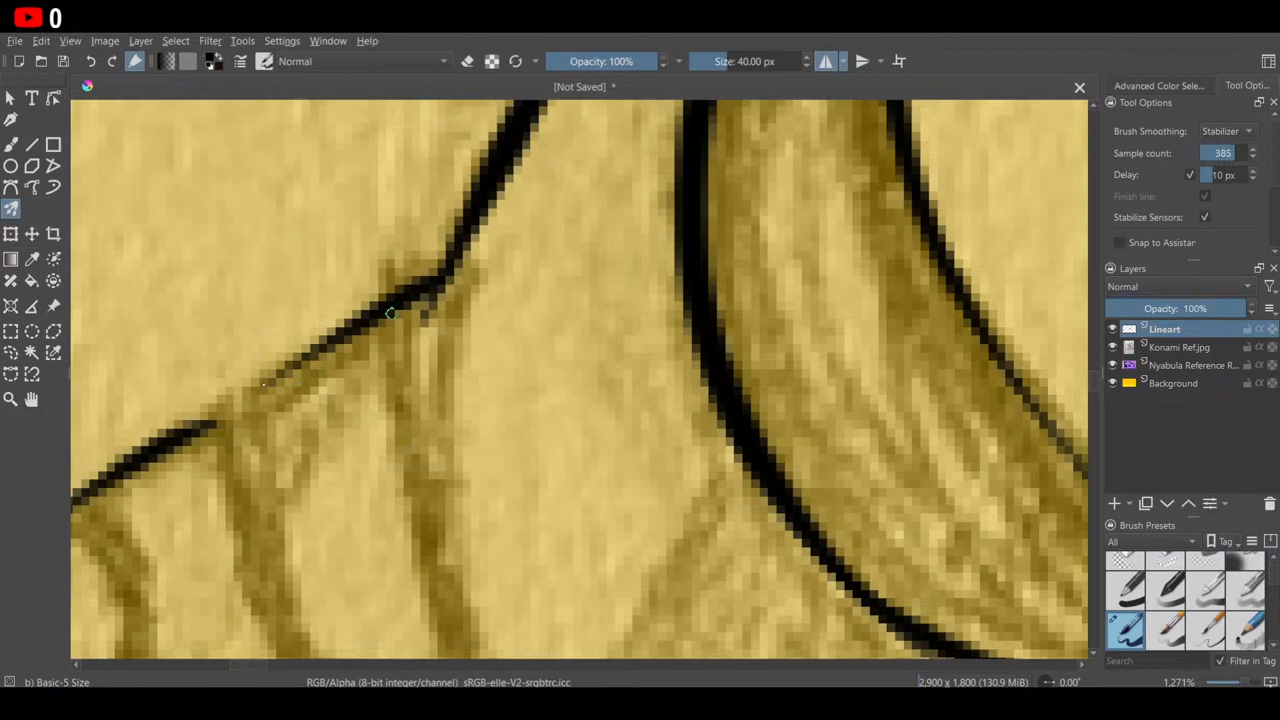 0
File Edit View Image Layer Select Filter Tools Settings Window Help
Normal Opacity: 100% Size: 40.00 px
[Not Saved] *
Advanced Color Sele... Tool Opti...
Tool Options
Brush Smoothing: Stabilizer
Sample count: 385
Delay: 10 px
Finish line:
Stabilize Sensors:
Snap to Assistar
Layers
Normal
Opacity: 100%
Lineart
Konami Ref.jpg
Nyabula Reference R...
Background
Brush Presets
All Tag
Search Filter in Tag
b) Basic-5 Size RGB/Alpha (8-bit integer/channel) sRGB-elle-V2-srgbtrc.icc 2,900 x 1,800 (130.9 MiB) 0.00° 1,271%